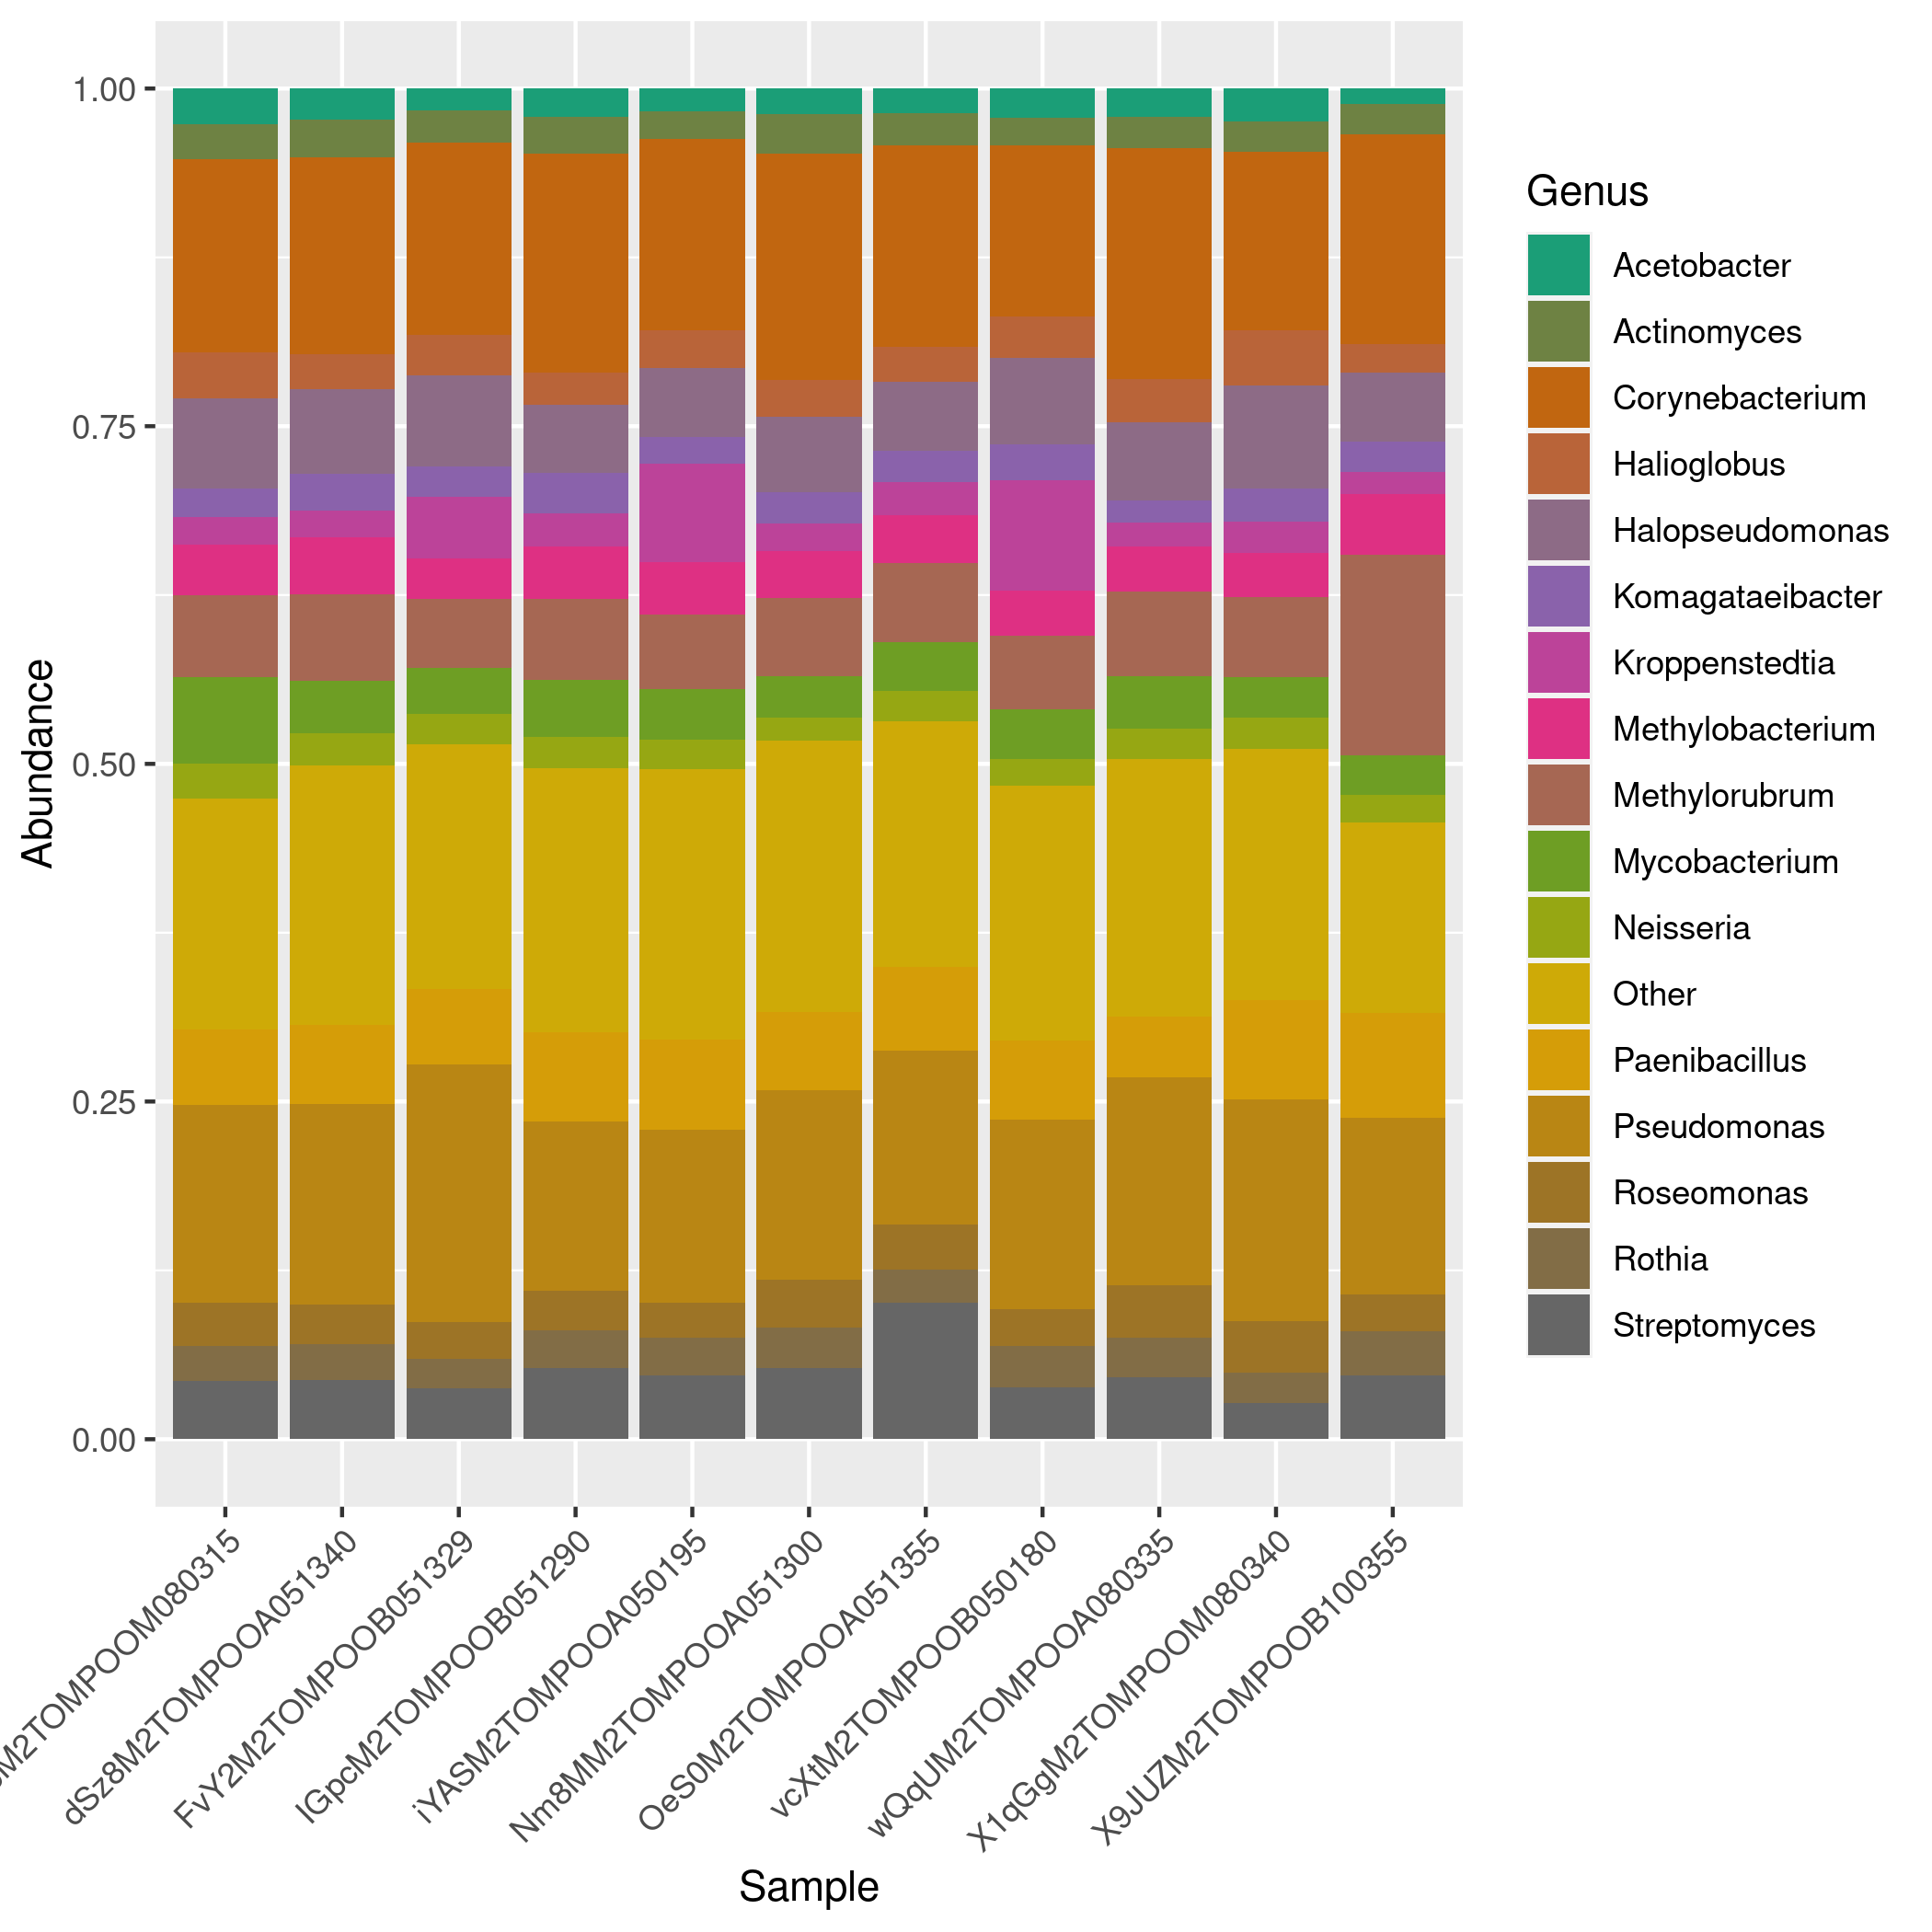 Abundance
1.00
0.75
0.50
0.25
0.00
M2TOMPOOM080315
dSz8M2TOMPOOA051340
FvY2M2TOMPOOB051329
IGpcM2TOMPOOB051290
iYASM2TOMPOOA050195
Nm8MM2TOMPOOA051300
OeS0M2TOMPOOA051355
vcXtM2TOMPOOB050180
wQqUM2TOMPOOA080335
X1qGgM2TOMPOOM080340
X9JUZM2TOMPOOB100355
Sample
Genus
Acetobacter
Actinomyces
Corynebacterium
Halioglobus
Halopseudomonas
Komagataeibacter
Kroppenstedtia
Methylobacterium
Methylorubrum
Mycobacterium
Neisseria
Other
Paenibacillus
Pseudomonas
Roseomonas
Rothia
Streptomyces